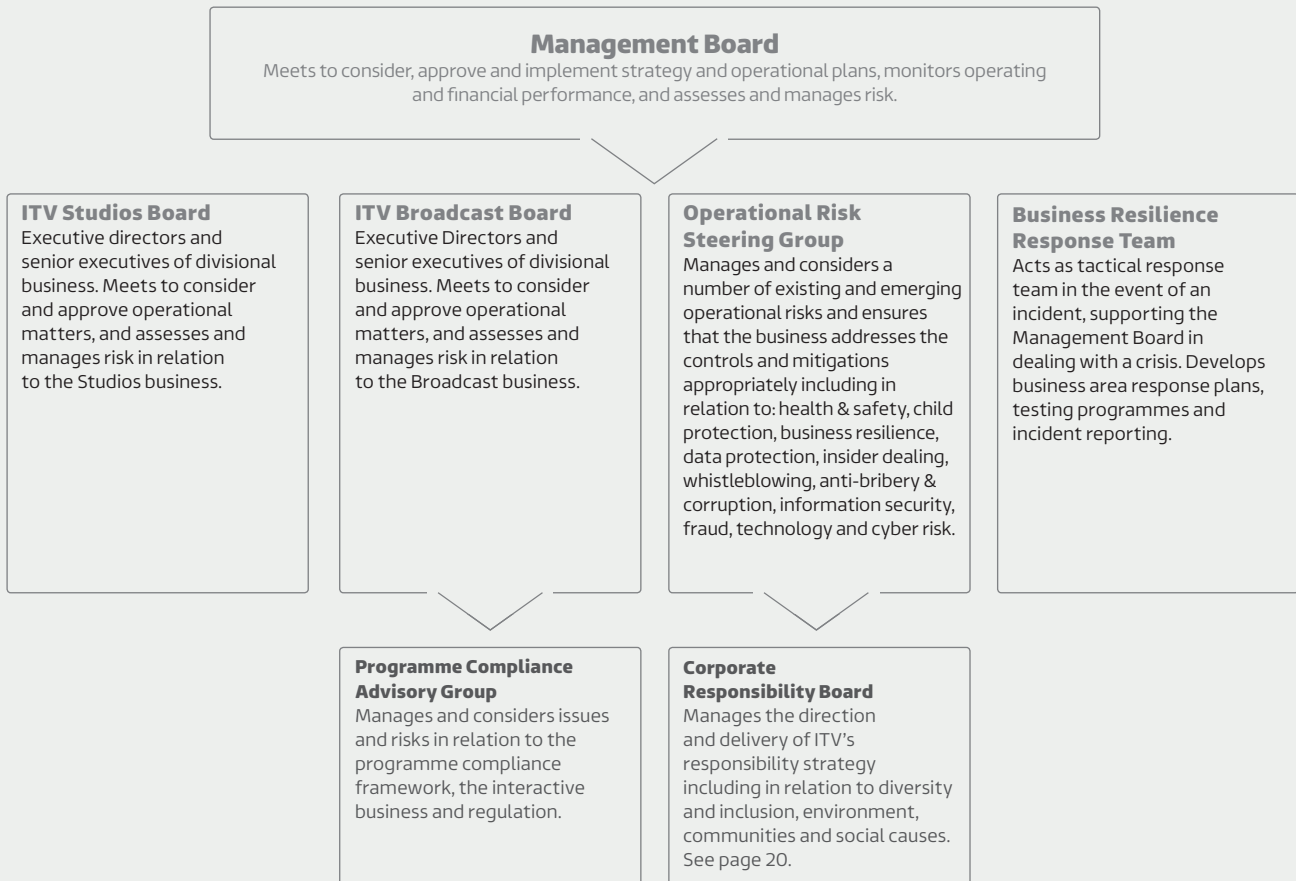 Management Board
Meets to consider, approve and implement strategy and operational plans, monitors operating
and financial performance, and assesses and manages risk.
ITV Studios Board
Executive directors and
senior executives of divisional
business. Meets to consider
and approve operational
matters, and assesses and
manages risk in relation
to the Studios business.
ITV Broadcast Board
Executive Directors and
senior executives of divisional
business. Meets to consider
and approve operational
matters, and assesses and
manages risk in relation
to the Broadcast business.
Operational Risk
Steering Group
Manages and considers a
number of existing and emerging
operational risks and ensures
that the business addresses the
controls and mitigations
appropriately including in
relation to: health & safety, child
protection, business resilience,
data protection, insider dealing,
whistleblowing, anti-bribery &
corruption, information security,
fraud, technology and cyber risk.
Business Resilience
Response Team
Acts as tactical response
team in the event of an
incident, supporting the
Management Board in
dealing with a crisis. Develops
business area response plans,
testing programmes and
incident reporting.
Programme Compliance
Advisory Group
Manages and considers issues
and risks in relation to the
programme compliance
framework, the interactive
business and regulation.
Corporate
Responsibility Board
Manages the direction
and delivery of ITV’s
responsibility strategy
including in relation to diversity
and inclusion, environment,
communities and social causes.
See page 20.